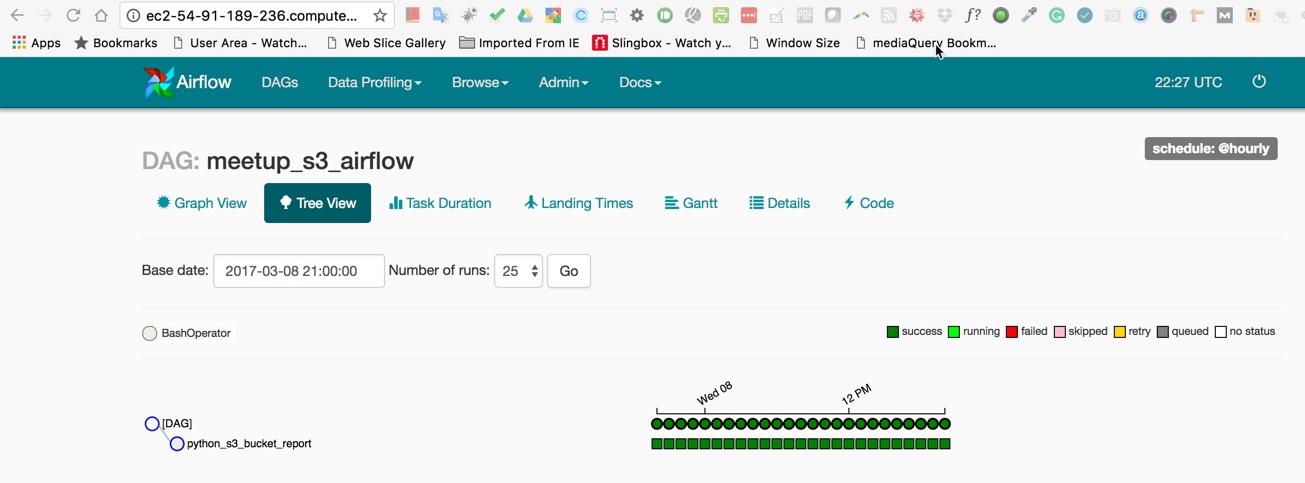 ec2-54-91-189-236.compute...
Apps Bookmarks User Area - Watch... Web Slice Gallery Imported From IE Slingbox - Watch y... Window Size mediaQuery Bookm...
Airflow DAGs Data Profiling Browse Admin Docs 22:27 UTC
schedule: @hourly
DAG: meetup_s3_airflow
Graph View Tree View Task Duration Landing Times Gantt Details Code
Base date: 2017-03-08 21:00:00 Number of runs: 25 Go
BashOperator success running failed skipped retry queued no status
Wed 08 12 PM
[DAG]
python_s3_bucket_report